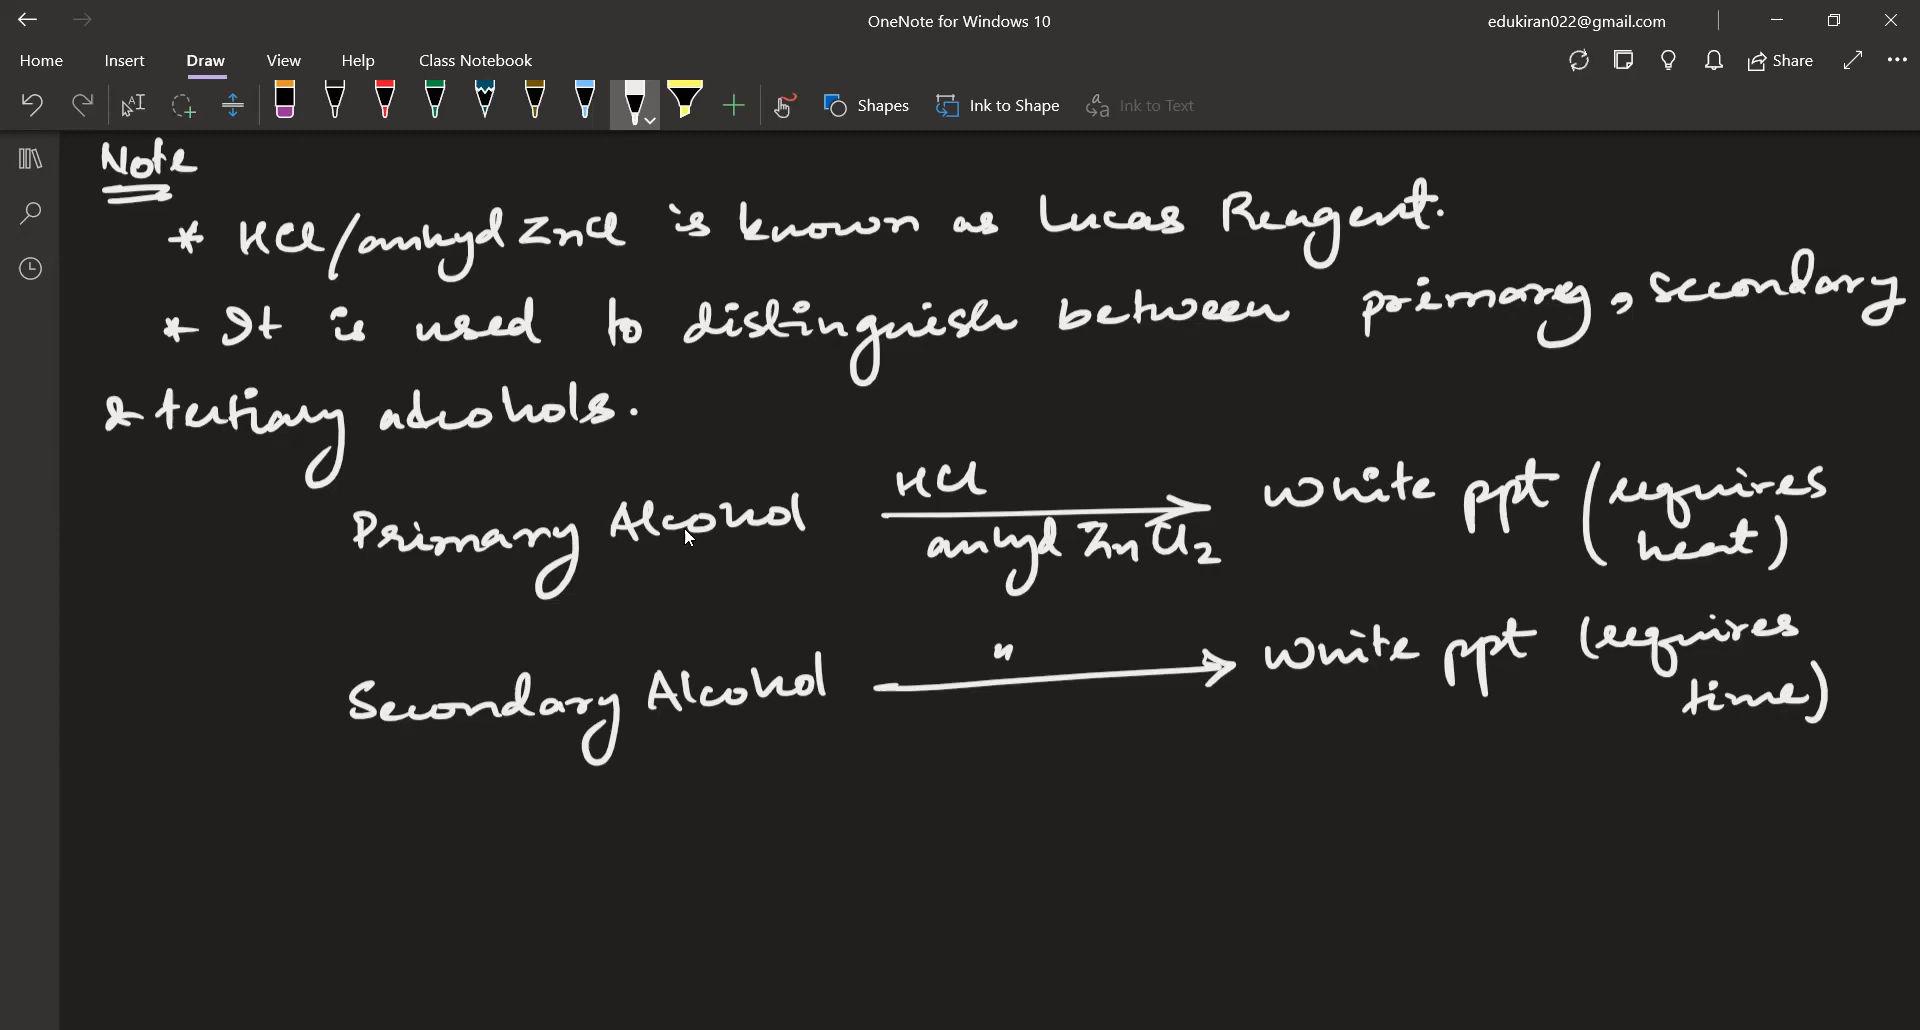 OneNote for Windows 10
edukiran022@gmail.com
Home Insert Draw View Help Class Notebook
Share
Shapes Ink to Shape Ink to Text
Note
* HCl/anhyd ZnCl is known as Lucas Reagent.
* It is used to distinguish between primary, secondary
& tertiary alcohols.
HCl
Primary Alcohol ⟶ White ppt (requires
anhyd ZnCl₂ heat)
Secondary Alcohol ⟶ " White ppt (requires
time)